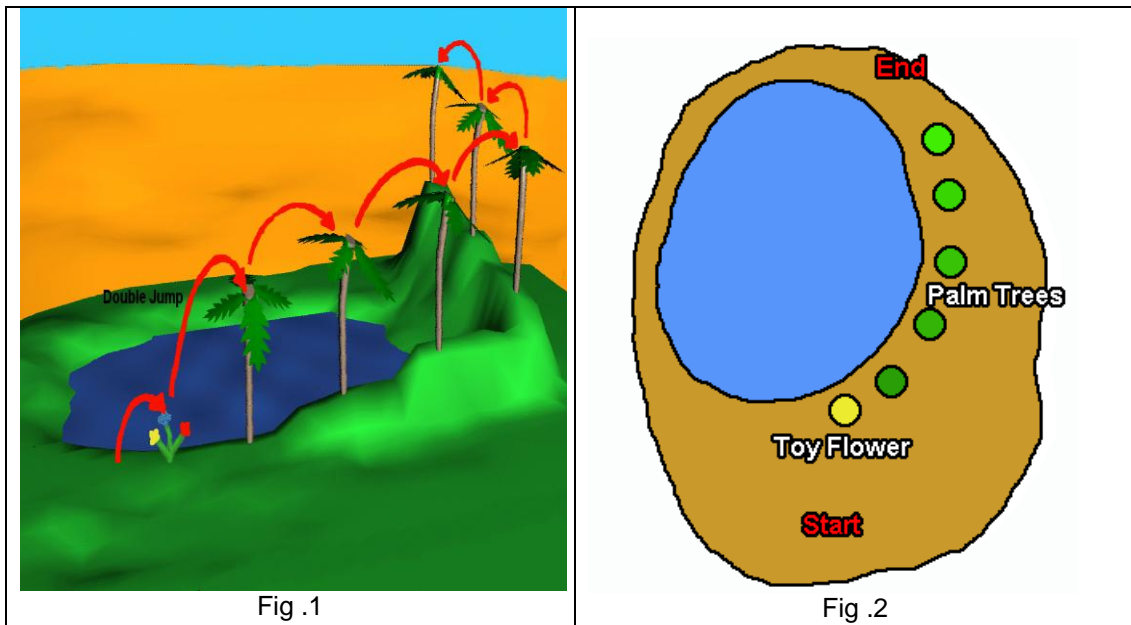 Double Jump
Fig .1
End
Palm Trees
Toy Flower
Start
Fig .2